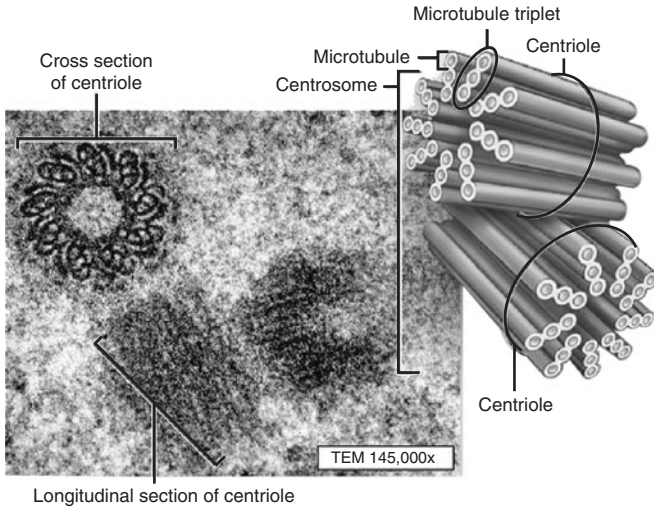 Microtubule triplet
Microtubule
Centriole
Cross section
of centriole
Centrosome
Centriole
TEM 145,000x
Longitudinal section of centriole